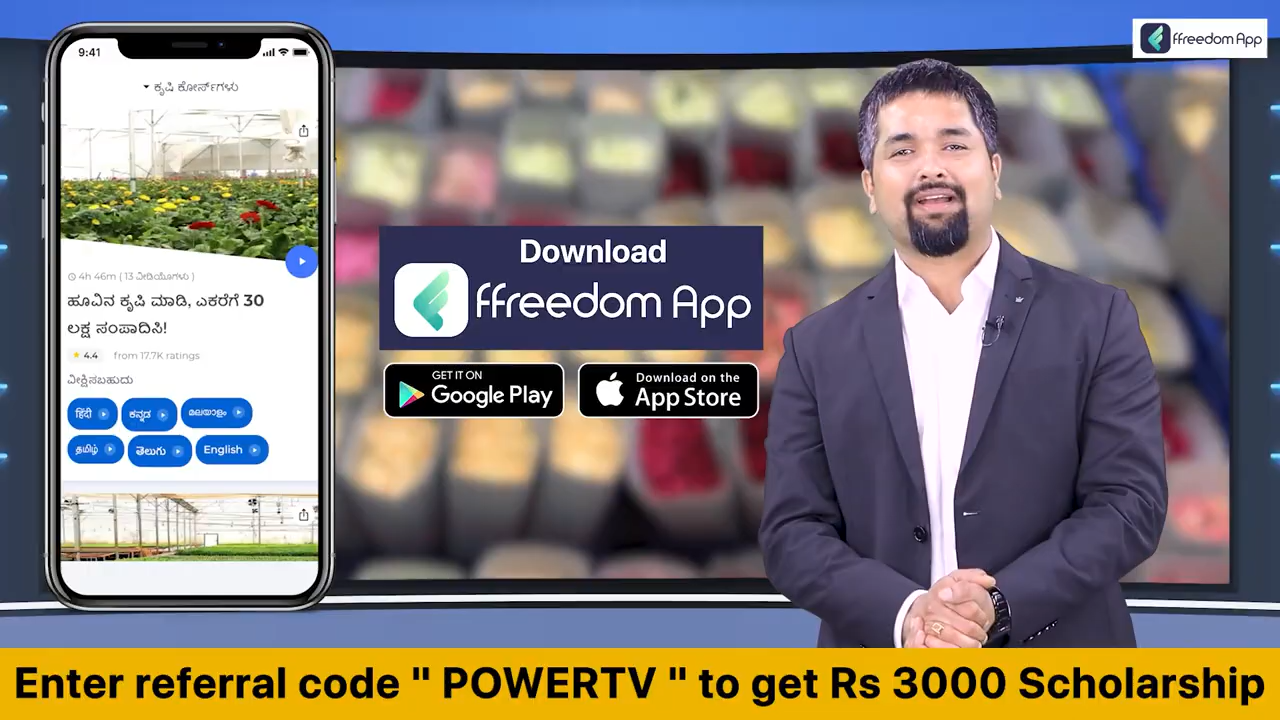 9:41
ಕೃಷಿ ಕೋರ್ಸ್‌ಗಳು
4h 46m ( 13 ವೀಡಿಯೊಗಳು )
ಹೂವಿನ ಕೃಷಿ ಮಾಡಿ, ಎಕರೆಗೆ 30
ಲಕ್ಷ ಸಂಪಾದಿಸಿ!
4.4 from 17.7K ratings
ವೀಕ್ಷಿಸಬಹುದು
हिंदी ಕನ್ನಡ മലയാളം
தமிழ் తెలుగు English
Download
ffreedom App
GET IT ON
Google Play
Download on the
App Store
ffreedom App
Enter referral code " POWERTV " to get Rs 3000 Scholarship